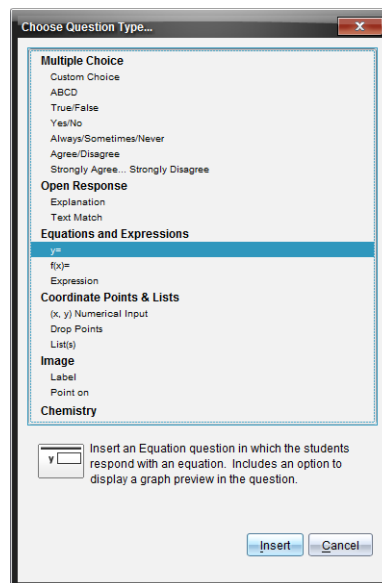 Choose Question Type...
x
Multiple Choice
Custom Choice
ABCD
True/False
Yes/No
Always/Sometimes/Never
Agree/Disagree
Strongly Agree... Strongly Disagree
Open Response
Explanation
Text Match
Equations and Expressions
y=
f(x)=
Expression
Coordinate Points & Lists
(x, y) Numerical Input
Drop Points
List(s)
Image
Label
Point on
Chemistry
y
Insert an Equation question in which the students
respond with an equation. Includes an option to
display a graph preview in the question.
Insert Cancel